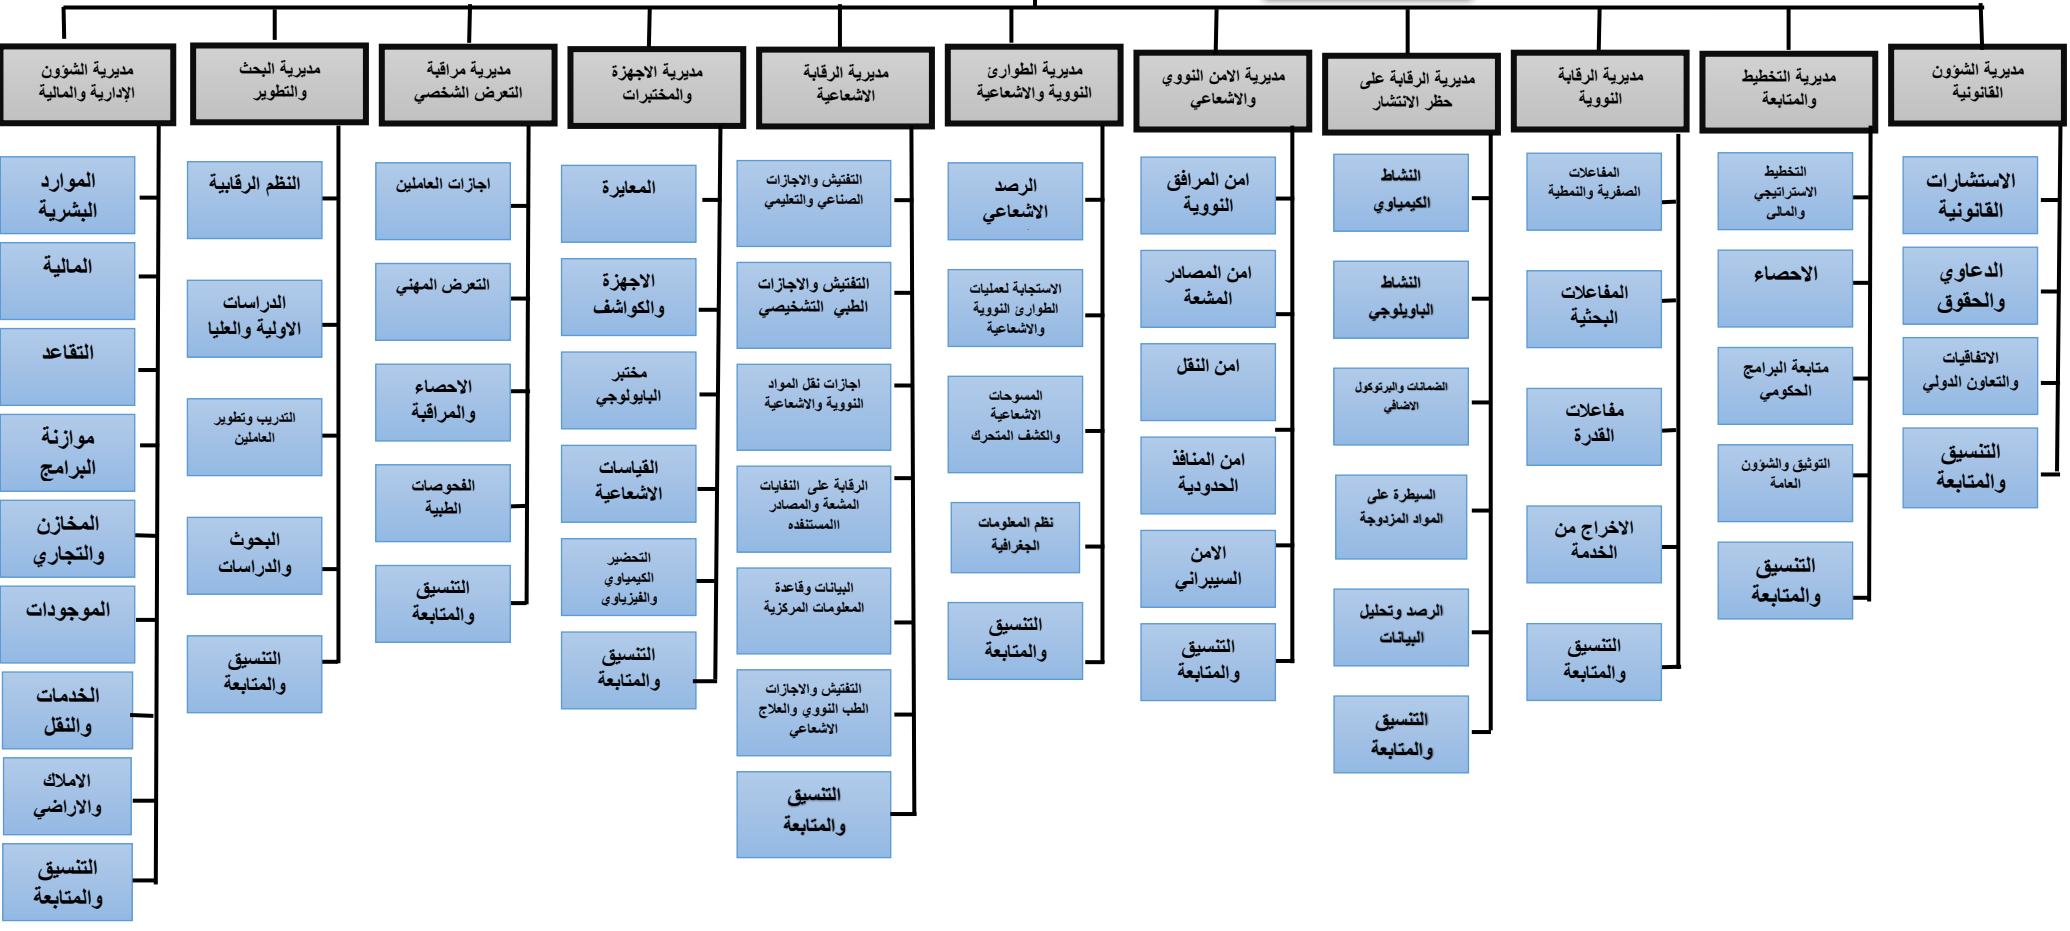 مديرية الشؤون
القانونية
الاستشارات
القانونية
الدعاوي
والحقوق
الاتفاقيات
والتعاون الدولي
التنسيق
والمتابعة
مديرية التخطيط
والمتابعة
التخطيط
الاستراتيجي
والمالى
الاحصاء
متابعة البرامج
الحكومي
التوثيق والشؤون
العامة
التنسيق
والمتابعة
مديرية الرقابة
النووية
المفاعلات
الصفرية والنمطية
المفاعلات
البحثية
مفاعلات
القدرة
الاخراج من
الخدمة
التنسيق
والمتابعة
مديرية الرقابة على
حظر الانتشار
النشاط
الكيمياوي
النشاط
الباويلوجي
الضمانات والبرتوكول
الاضافي
السيطرة على
المواد المزدوجة
الرصد وتحليل
البيانات
التنسيق
والمتابعة
مديرية الامن النووي
والاشعاعي
امن المرافق
النووية
امن المصادر
المشعة
امن النقل
امن المنافذ
الحدودية
الامن
السيبراني
التنسيق
والمتابعة
مديرية الطوارئ
النووية والاشعاعية
الرصد
الاشعاعي
الاستجابة لعمليات
الطوارئ النووية
والاشعاعية
المسوحات
الاشعاعية
والكشف المتحرك
نظم المعلومات
الجغرافية
التنسيق
والمتابعة
مديرية الرقابة
الاشعاعية
التفتيش والاجازات
الصناعي والتعليمي
التفتيش والاجازات
الطبي التشخيصي
اجازات نقل المواد
النووية والاشعاعية
الرقابة على النفايات
المشعة والمصادر
االمستنفده
البيانات وقاعدة
المعلومات المركزية
التفتيش والاجازات
الطب النووي والعلاج
الاشعاعي
التنسيق
والمتابعة
مديرية الاجهزة
والمختبرات
المعايرة
الاجهزة
والكواشف
مختبر
البايولوجي
القياسات
الاشعاعية
التحضير
الكيمياوي
والفيزياوي
التنسيق
والمتابعة
مديرية مراقبة
التعرض الشخصي
اجازات العاملين
التعرض المهني
الاحصاء
والمراقبة
الفحوصات
الطبية
التنسيق
والمتابعة
مديرية البحث
والتطوير
النظم الرقابية
الدراسات
الاولية والعليا
التدريب وتطوير
العاملين
البحوث
والدراسات
التنسيق
والمتابعة
مديرية الشؤون
الإدارية والمالية
الموارد
البشرية
المالية
التقاعد
موازنة
البرامج
المخازن
والتجاري
الموجودات
الخدمات
والنقل
الاملاك
والاراضي
التنسيق
والمتابعة